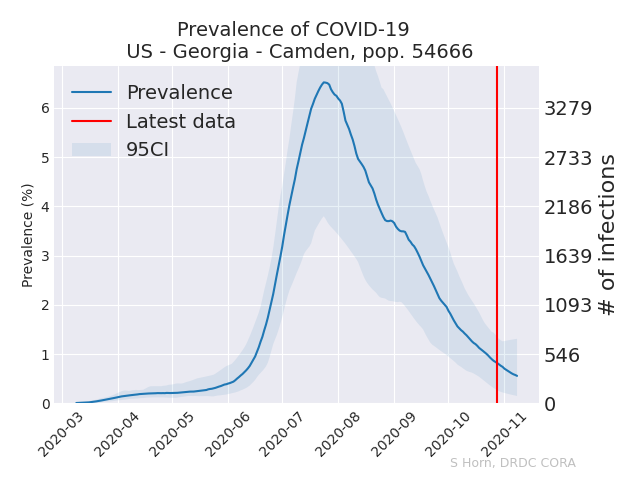 Prevalence of COVID-19
US - Georgia - Camden, pop. 54666
Prevalence
Latest data
95CI
Prevalence (%)
6
5
4
3
2
1
0
3279
2733
2186
1639
1093
546
0
# of infections
2020-03
2020-04
2020-05
2020-06
2020-07
2020-08
2020-09
2020-10
2020-11
S Horn, DRDC CORA